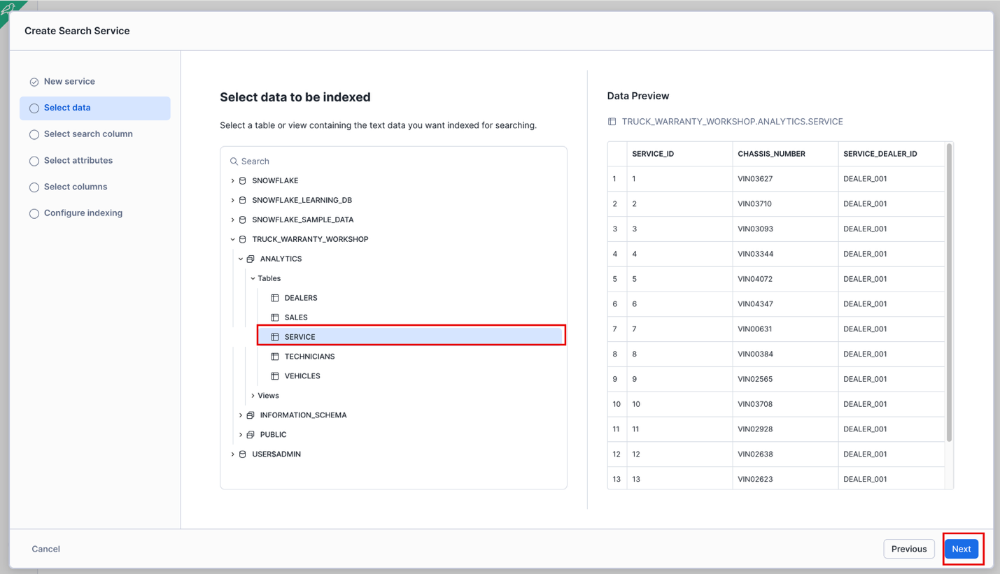 Create Search Service
New service
Select data
Select search column
Select attributes
Select columns
Configure indexing
Select data to be indexed
Select a table or view containing the text data you want indexed for searching.
Search
SNOWFLAKE
SNOWFLAKE_LEARNING_DB
SNOWFLAKE_SAMPLE_DATA
TRUCK_WARRANTY_WORKSHOP
ANALYTICS
Tables
DEALERS
SALES
SERVICE
TECHNICIANS
VEHICLES
Views
INFORMATION_SCHEMA
PUBLIC
USER$ADMIN
Data Preview
TRUCK_WARRANTY_WORKSHOP.ANALYTICS.SERVICE
SERVICE_ID CHASSIS_NUMBER SERVICE_DEALER_ID
1 1 VIN03627 DEALER_001
2 2 VIN03710 DEALER_001
3 3 VIN03093 DEALER_001
4 4 VIN03344 DEALER_001
5 5 VIN04072 DEALER_001
6 6 VIN04347 DEALER_001
7 7 VIN00631 DEALER_001
8 8 VIN00384 DEALER_001
9 9 VIN02565 DEALER_001
10 10 VIN03708 DEALER_001
11 11 VIN02928 DEALER_001
12 12 VIN02638 DEALER_001
13 13 VIN02623 DEALER_001
Cancel
Previous
Next